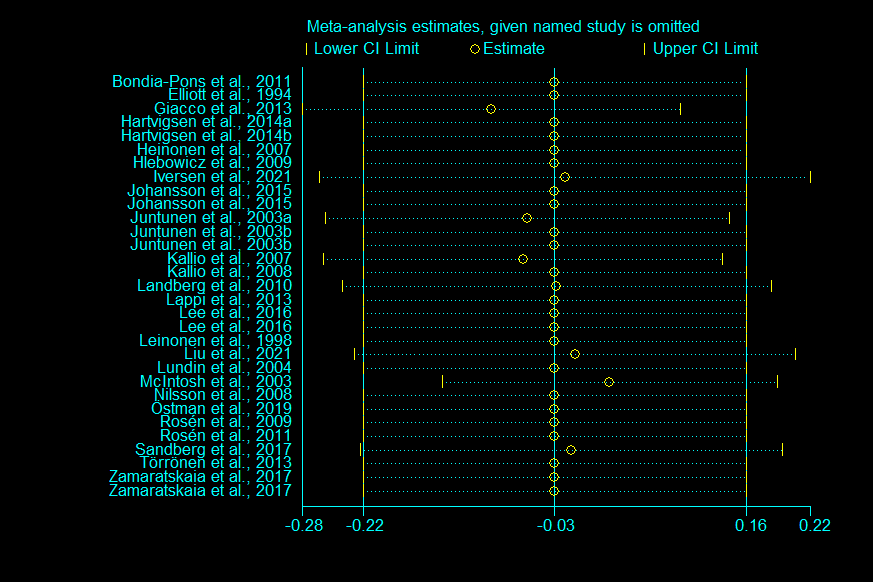 Meta-analysis estimates, given named study is omitted
Lower CI Limit Estimate Upper CI Limit
Bondia-Pons et al., 2011
Elliott et al., 1994
Giacco et al., 2013
Hartvigsen et al., 2014a
Hartvigsen et al., 2014b
Heinonen et al., 2007
Hlebowicz et al., 2009
Iversen et al., 2021
Johansson et al., 2015
Johansson et al., 2015
Juntunen et al., 2003a
Juntunen et al., 2003b
Juntunen et al., 2003b
Kallio et al., 2007
Kallio et al., 2008
Landberg et al., 2010
Lappi et al., 2013
Lee et al., 2016
Lee et al., 2016
Leinonen et al., 1998
Liu et al., 2021
Lundin et al., 2004
McIntosh et al., 2003
Nilsson et al., 2008
Östman et al., 2019
Rosén et al., 2009
Rosén et al., 2011
Sandberg et al., 2017
Törrönen et al., 2013
Zamaratskaia et al., 2017
Zamaratskaia et al., 2017
-0.28 -0.22 -0.03 0.16 0.22